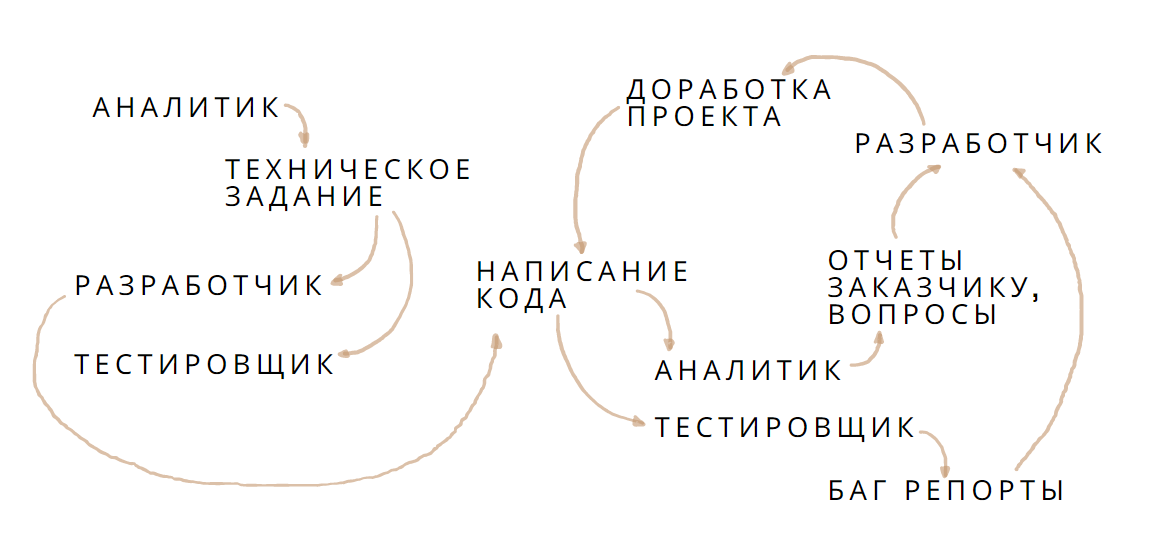 АНАЛИТИК
ТЕХНИЧЕСКОЕ
ЗАДАНИЕ
РАЗРАБОТЧИК
ТЕСТИРОВЩИК
НАПИСАНИЕ
КОДА
АНАЛИТИК
ТЕСТИРОВЩИК
БАГ РЕПОРТЫ
ОТЧЕТЫ
ЗАКАЗЧИКУ,
ВОПРОСЫ
РАЗРАБОТЧИК
ДОРАБОТКА
ПРОЕКТА